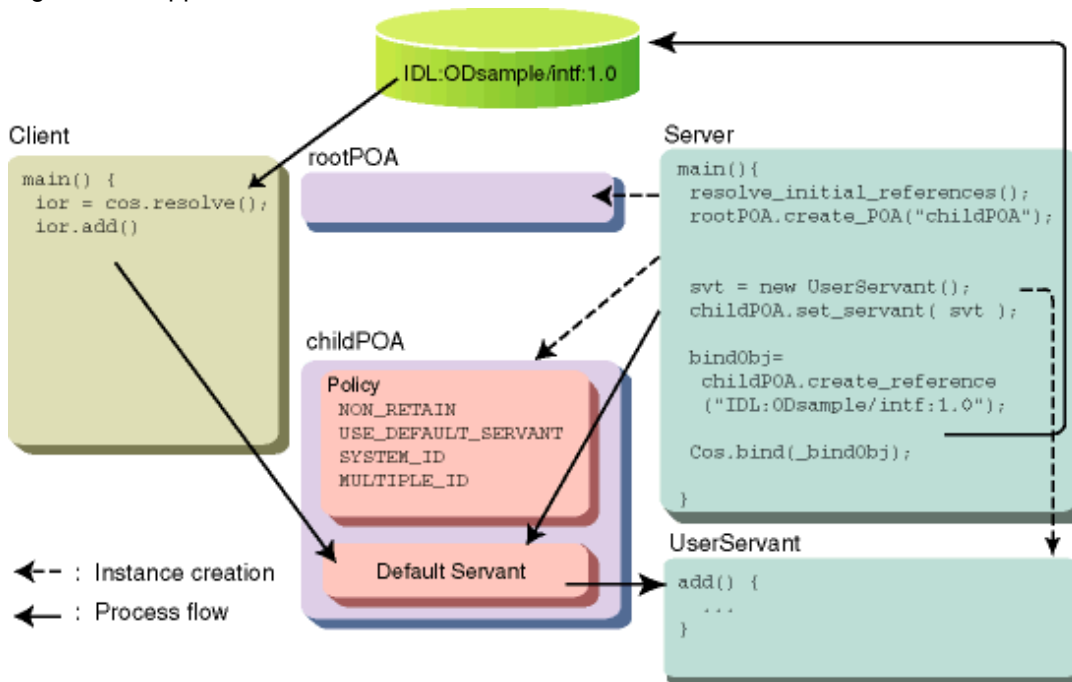 IDL:ODsample/intf:1.0
Client
main() {
ior = cos.resolve();
ior.add()
rootPOA
Server
main(){
resolve_initial_references();
rootPOA.create_POA("childPOA");
svt = new UserServant();
childPOA.set_servant( svt );
bindObj=
childPOA.create_reference
("IDL:ODsample/intf:1.0");
Cos.bind(_bindObj);
}
childPOA
Policy
NON_RETAIN
USE_DEFAULT_SERVANT
SYSTEM_ID
MULTIPLE_ID
Default Servant
UserServant
add() {
...
}
: Instance creation
: Process flow